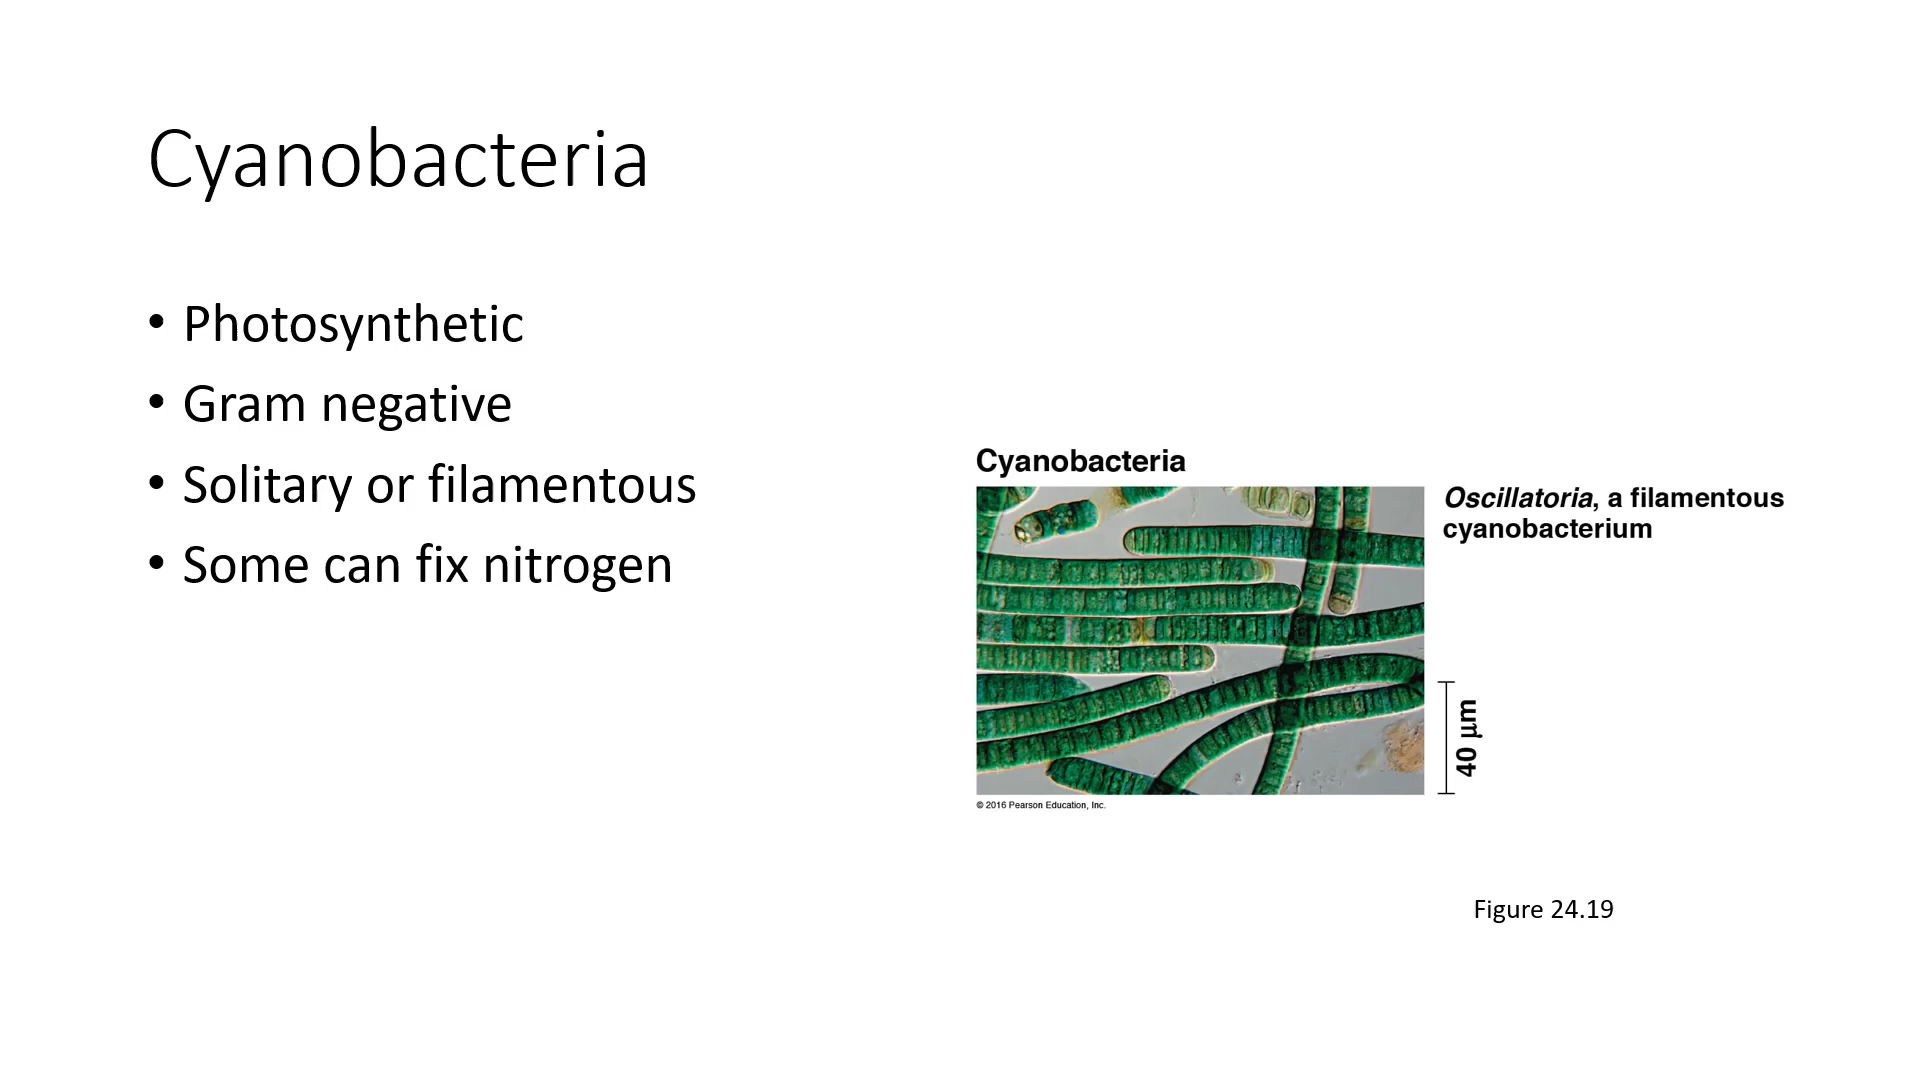 Cyanobacteria
• Photosynthetic
• Gram negative
• Solitary or filamentous
• Some can fix nitrogen
Cyanobacteria
Oscillatoria, a filamentous
cyanobacterium
40 μm
© 2016 Pearson Education, Inc.
Figure 24.19